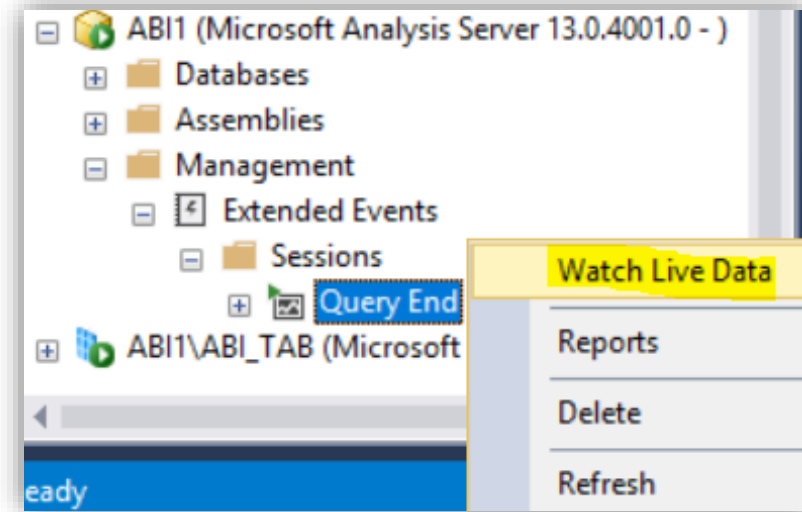 ABI1 (Microsoft Analysis Server 13.0.4001.0 - )
Databases
Assemblies
Management
Extended Events
Sessions
Query End
ABI1\ABI_TAB (Microsoft
Watch Live Data
Reports
Delete
Refresh
eady